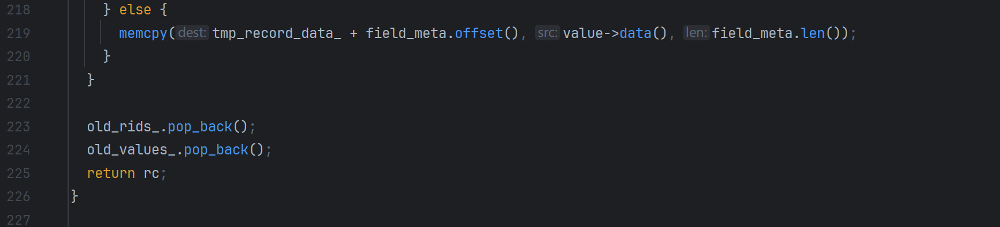 218 } else {
219 memcpy(dest: tmp_record_data_ + field_meta.offset(), src: value->data(), len: field_meta.len());
220 }
221 }
222
223 old_rids_.pop_back();
224 old_values_.pop_back();
225 return rc;
226 }
227